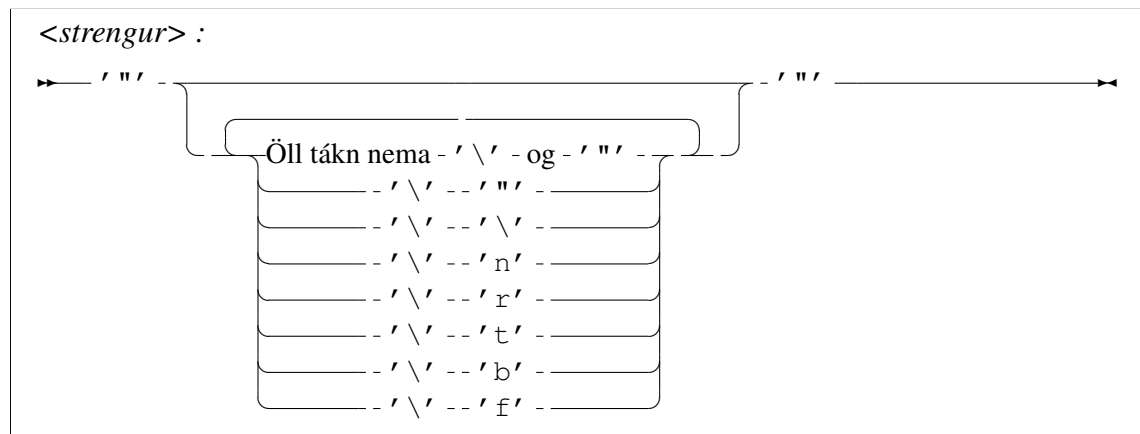 <strengur> :
'"' '"'
Öll tákn nema '\' og '"'
'\' '"'
'\' '\'
'\' 'n'
'\' 'r'
'\' 't'
'\' 'b'
'\' 'f'